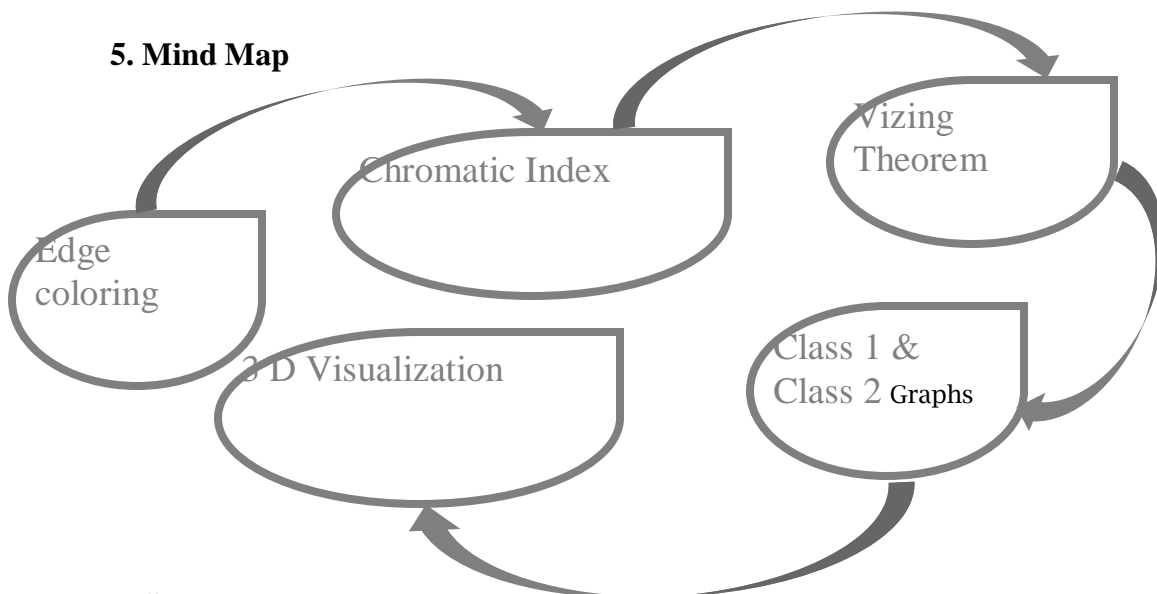 5. Mind Map
Edge
coloring
Chromatic Index
Vizing
Theorem
Class 1 &
Class 2 Graphs
3 D Visualization